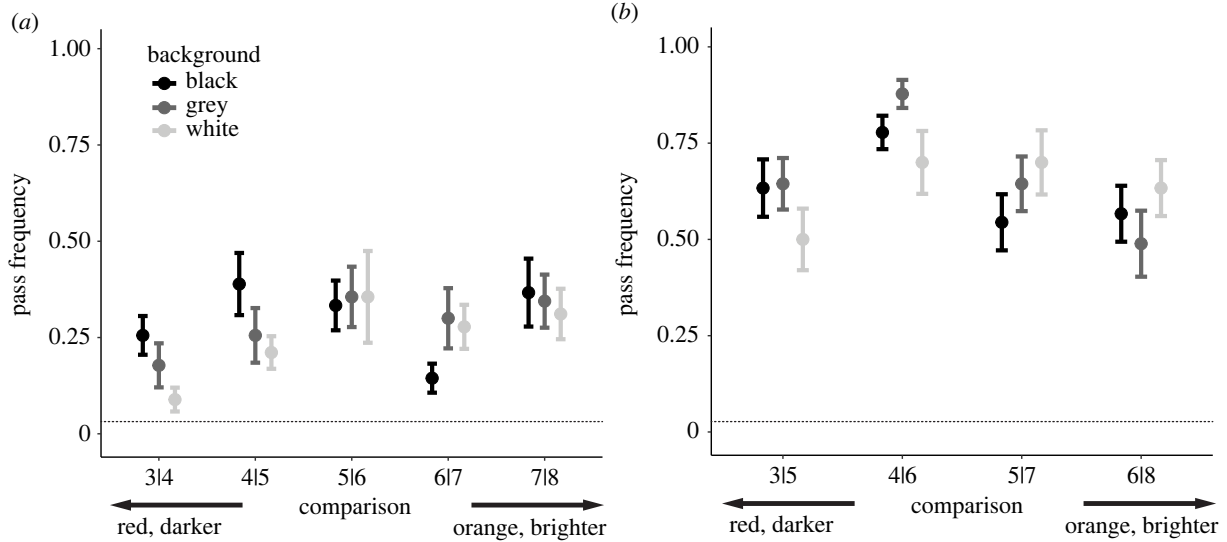 (a)
pass frequency
1.00
0.75
0.50
0.25
0
background
black
grey
white
3|4 4|5 5|6 6|7 7|8
comparison
red, darker orange, brighter
(b)
pass frequency
1.00
0.75
0.50
0.25
0
3|5 4|6 5|7 6|8
comparison
red, darker orange, brighter